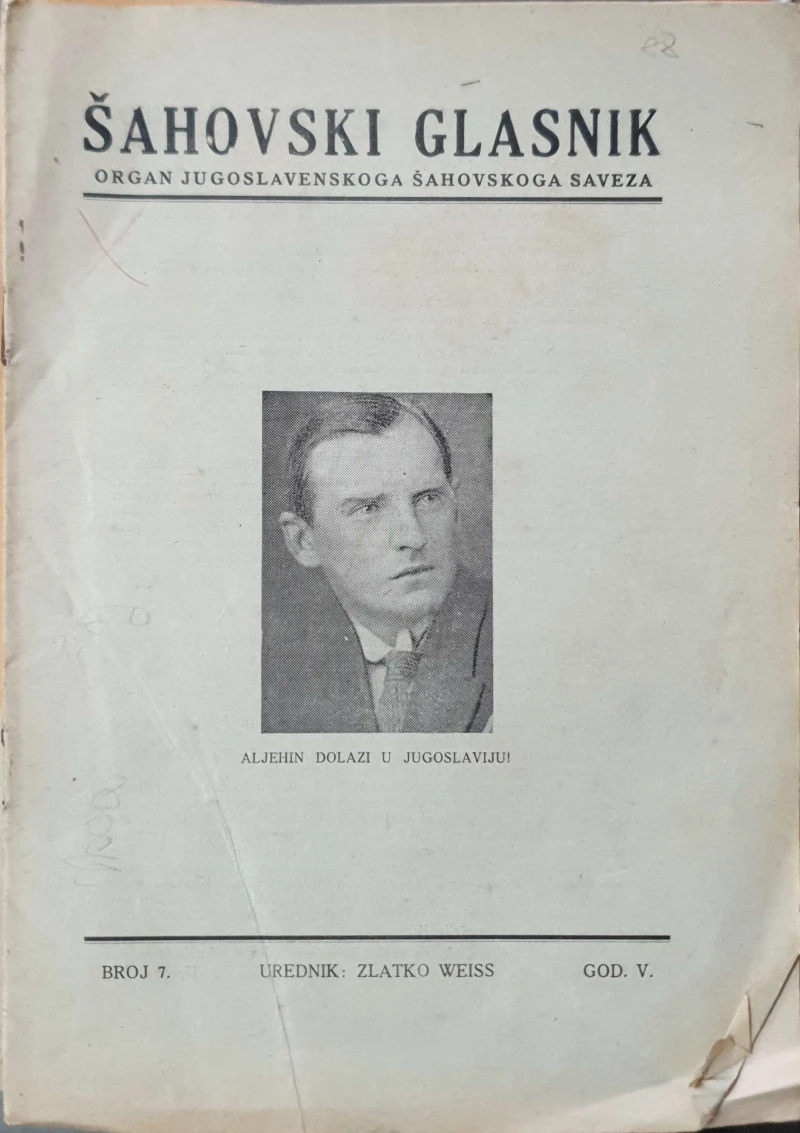 ŠAHOVSKI GLASNIK
ORGAN JUGOSLAVENSKOGA ŠAHOVSKOGA SAVEZA
ALJEHIN DOLAZI U JUGOSLAVIJU!
BROJ 7. UREDNIK: ZLATKO WEISS GOD. V.